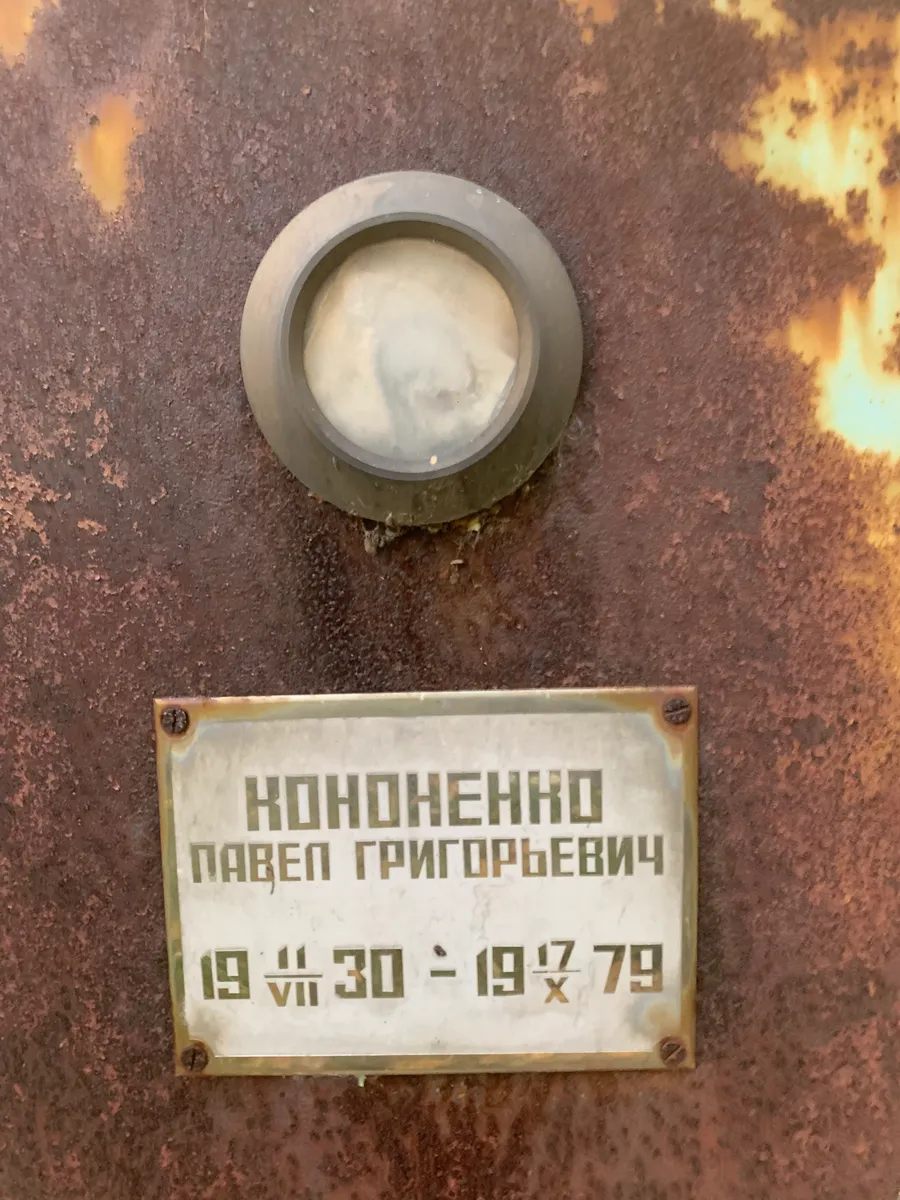 КОНОНЕНКО
ПАВЕЛ ГРИГОРЬЕВИЧ
19 11/VII 30 - 19 17/X 79